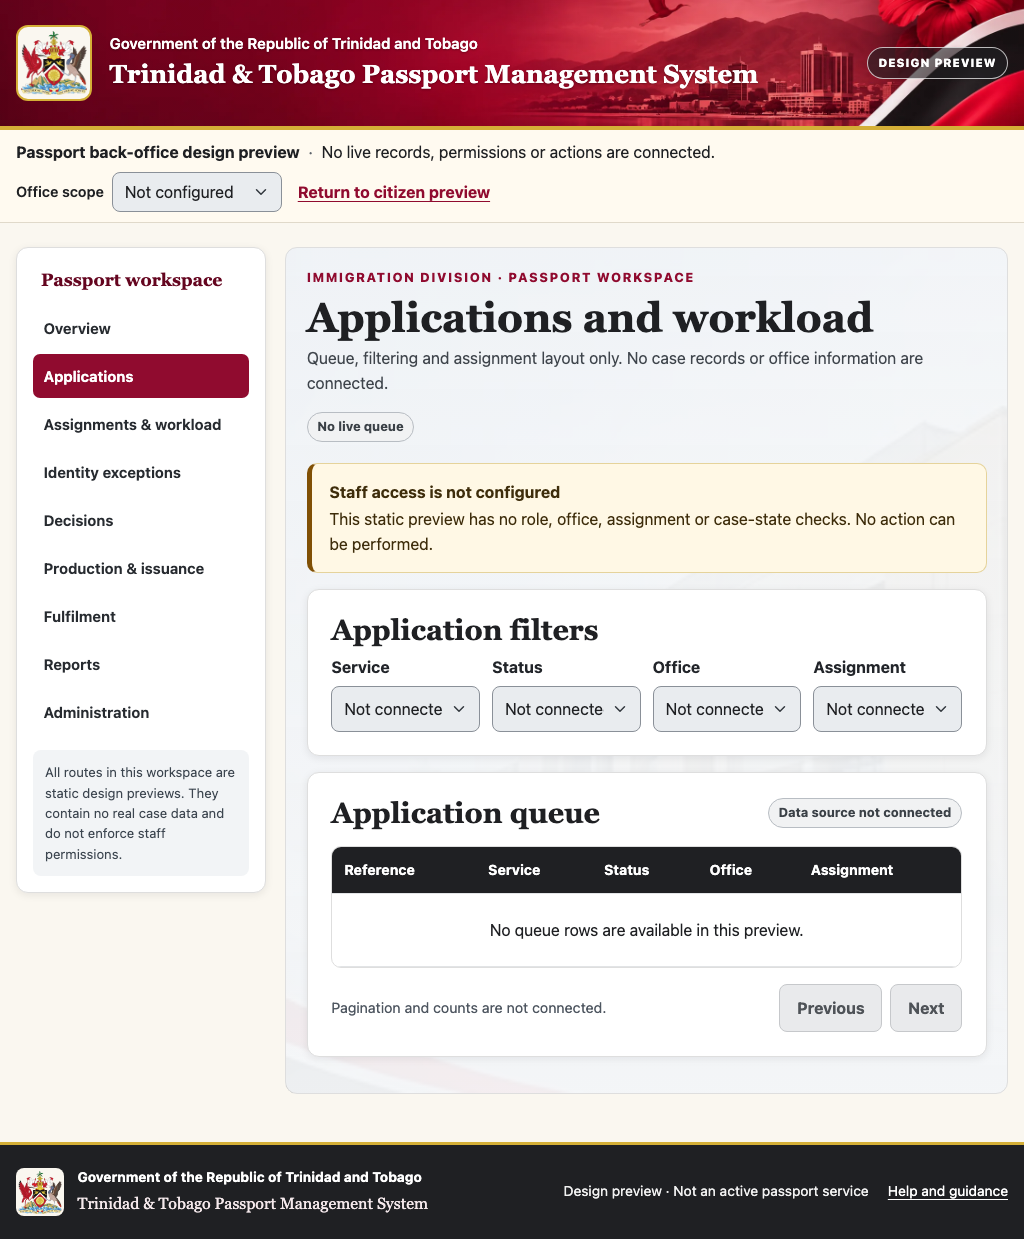 Government of the Republic of Trinidad and Tobago
Trinidad & Tobago Passport Management System
DESIGN PREVIEW
Passport back-office design preview · No live records, permissions or actions are connected.
Office scope Not configured Return to citizen preview
Passport workspace
Overview
Applications
Assignments & workload
Identity exceptions
Decisions
Production & issuance
Fulfilment
Reports
Administration
All routes in this workspace are
static design previews. They
contain no real case data and
do not enforce staff
permissions.
IMMIGRATION DIVISION · PASSPORT WORKSPACE
Applications and workload
Queue, filtering and assignment layout only. No case records or office information are
connected.
No live queue
Staff access is not configured
This static preview has no role, office, assignment or case-state checks. No action can
be performed.
Application filters
Service Status Office Assignment
Not connecte Not connecte Not connecte Not connecte
Application queue
Data source not connected
Reference Service Status Office Assignment
No queue rows are available in this preview.
Pagination and counts are not connected.
Previous Next
Government of the Republic of Trinidad and Tobago
Trinidad & Tobago Passport Management System
Design preview · Not an active passport service Help and guidance